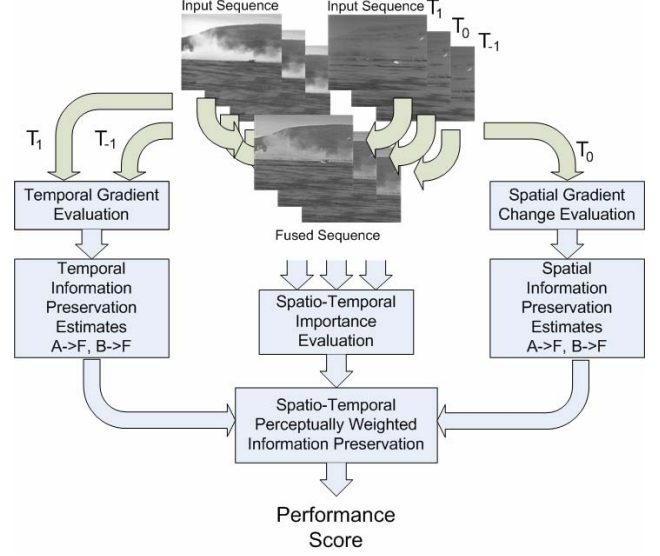 Input Sequence
Input Sequence
T1
T0
T-1
T1
T-1
T0
Temporal Gradient
Evaluation
Spatial Gradient
Change Evaluation
Fused Sequence
Temporal
Information
Preservation
Estimates
A->F, B->F
Spatio-Temporal
Importance
Evaluation
Spatial
Information
Preservation
Estimates
A->F, B->F
Spatio-Temporal
Perceptually Weighted
Information Preservation
Performance
Score